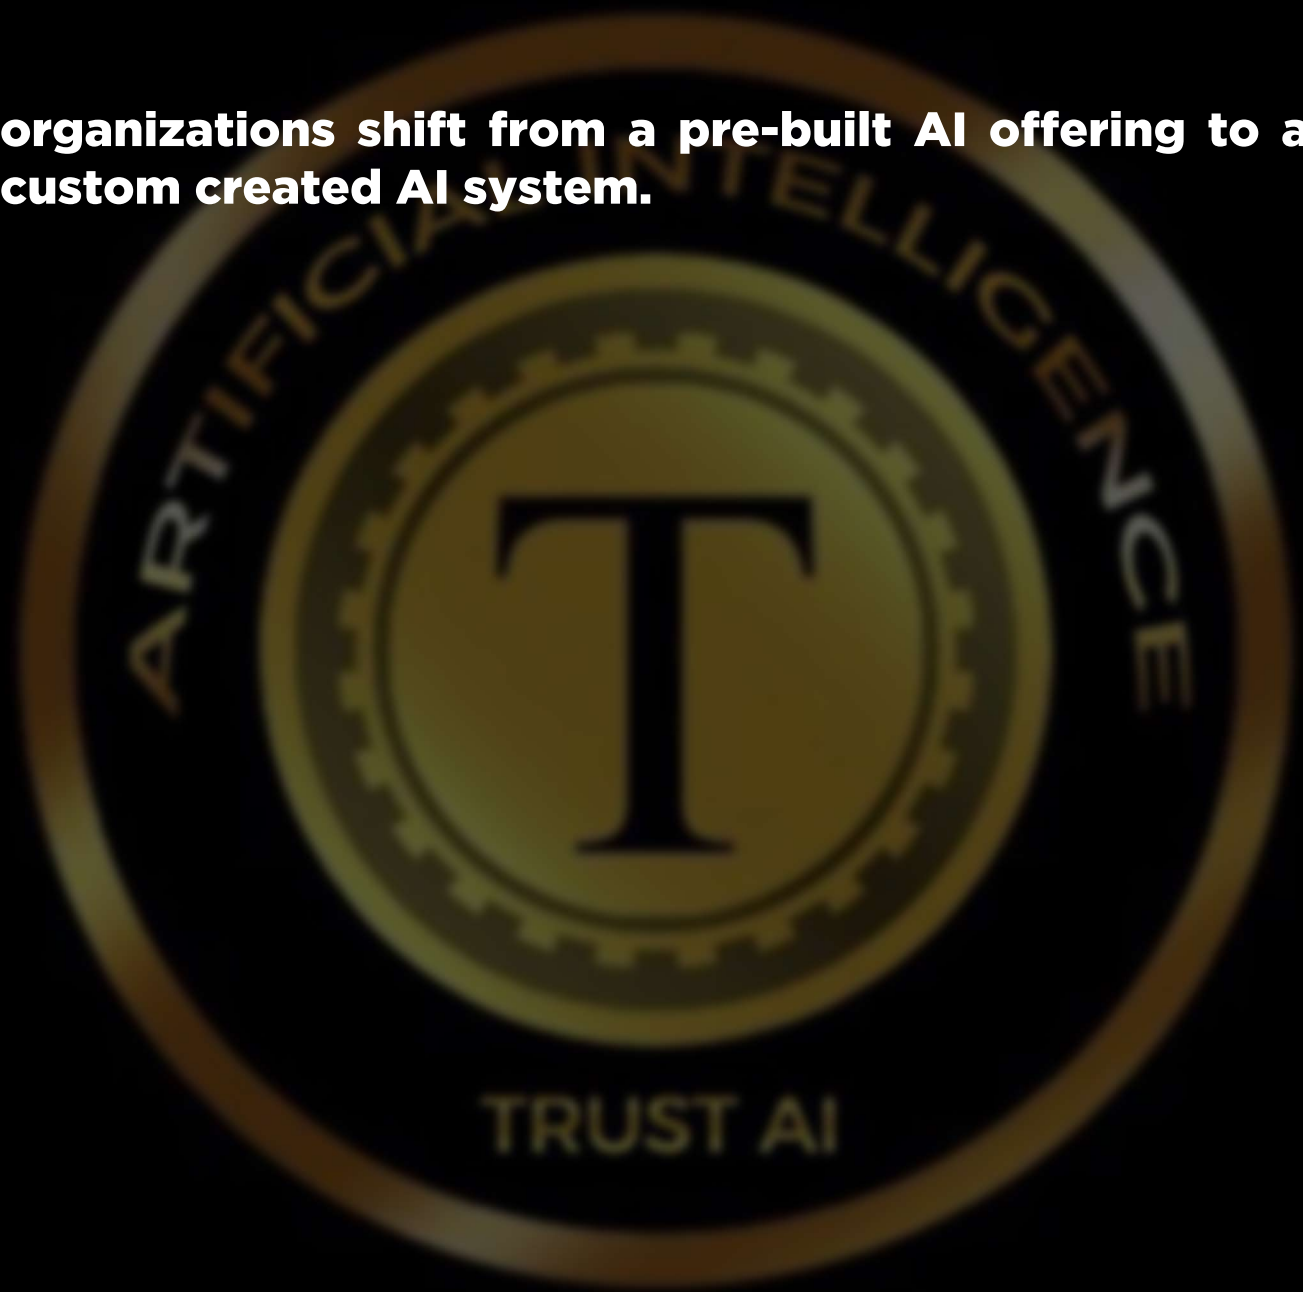 organizations shift from a pre-built AI offering to a
custom created AI system.
ARTIFICIAL INTELLIGENCE
T
TRUST AI